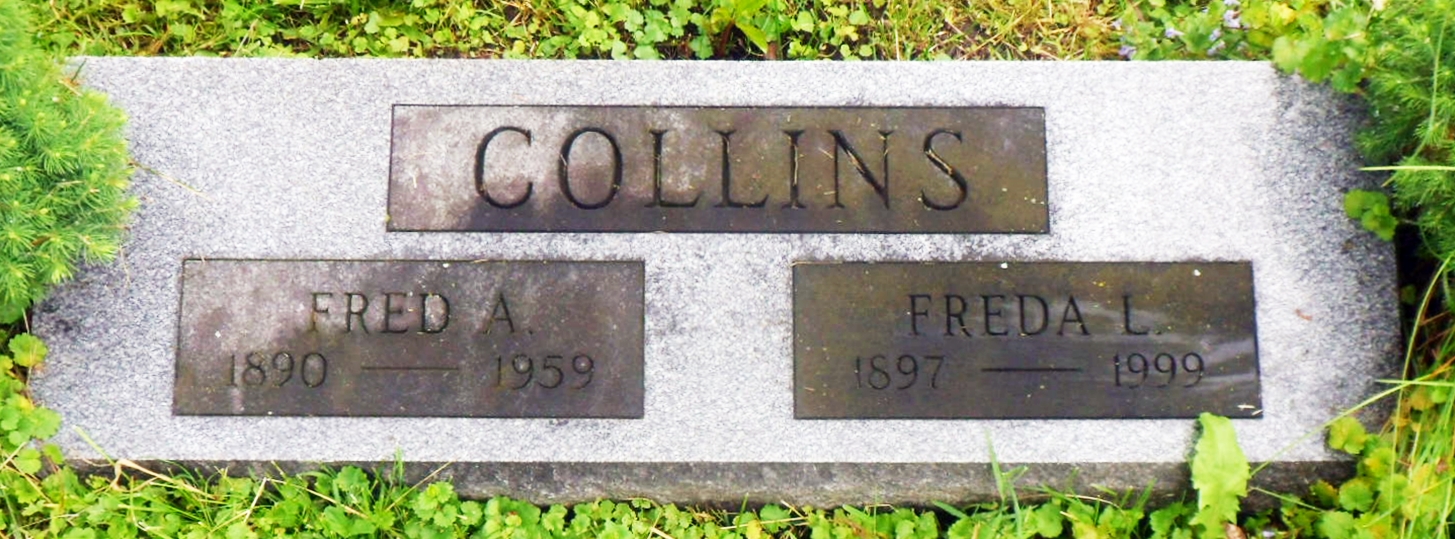 COLLINS
FRED A.
1890 — 1959
FREDA L.
1897 — 1999